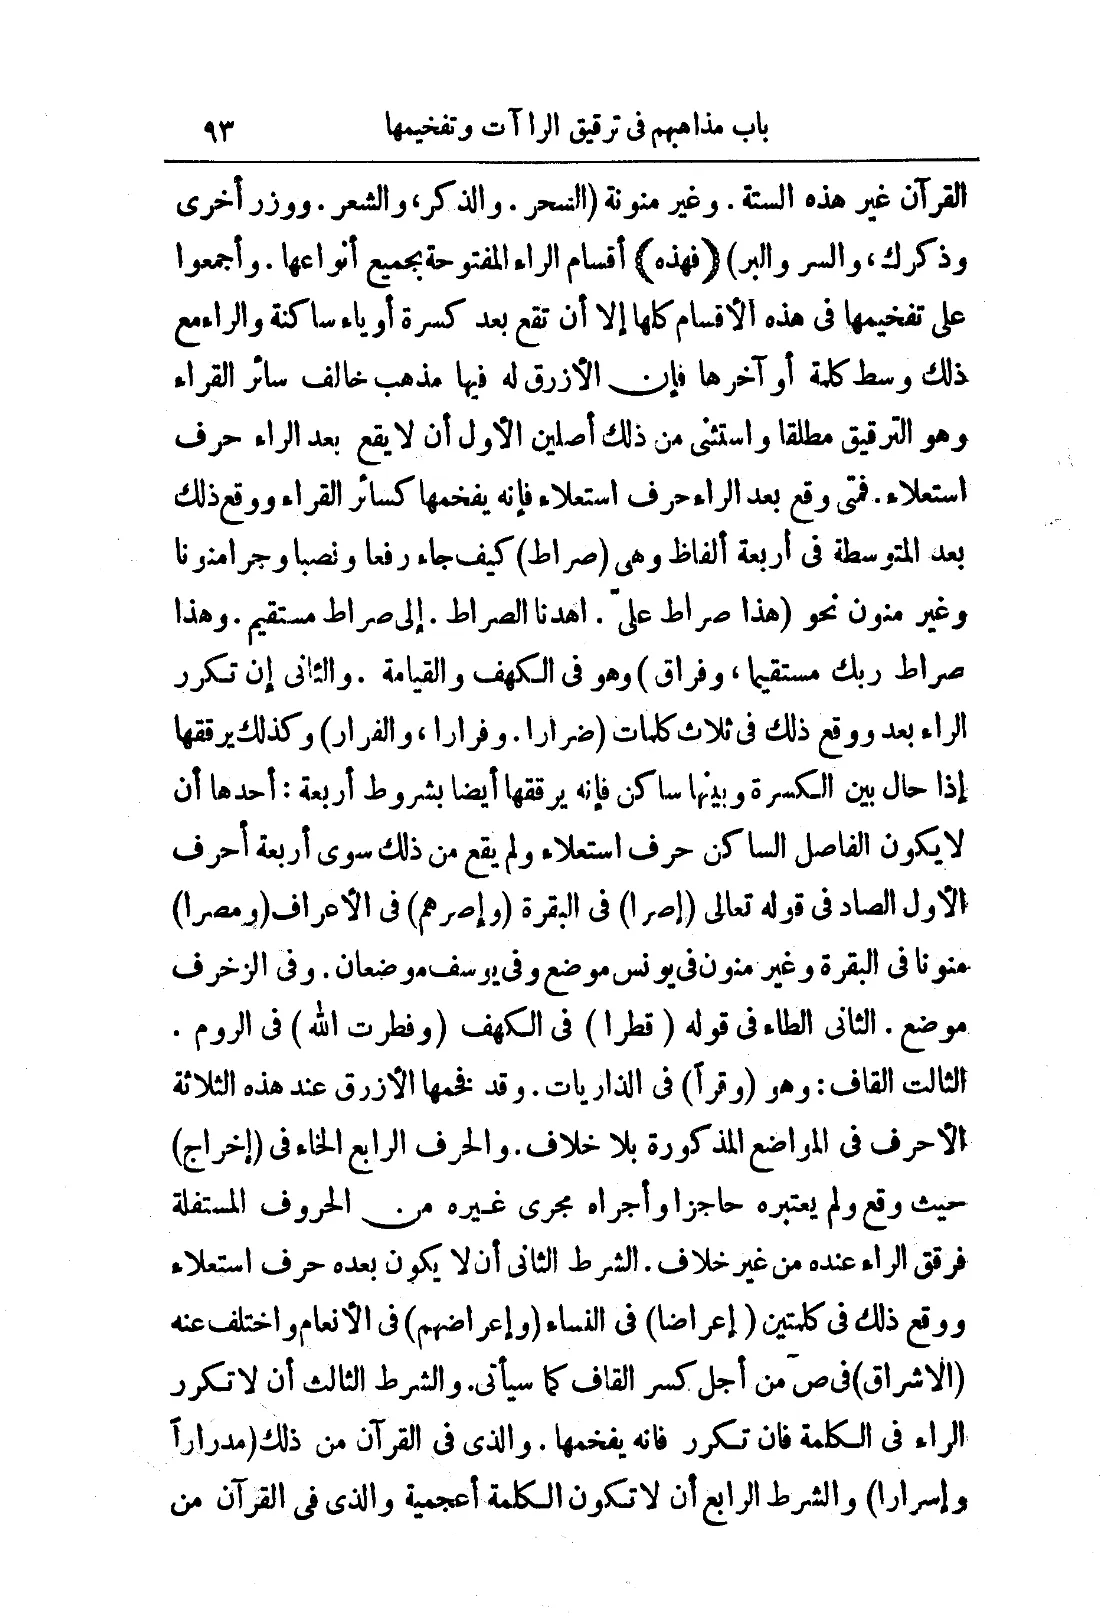 باب مذاهبهم فى ترقيق الراآت وتفخيمها ٩٣
القرآن غير هذه الستة . وغير منونة (السحر . والذكر، والشعر . ووزر أخرى
وذكرك، والسر والبر) (فهذه) أقسام الراء المفتوحة بجميع أنواعها . وأجمعوا
على تفخيمها فى هذه الأقسام كلها إلا أن تقع بعد كسرة أو ياء ساكنة والراء مع
ذلك وسط كلمة أو آخرها فإن الأزرق له فيها مذهب خالف سائر القراء
وهو الترقيق مطلقا واستثنى من ذلك أصلين الأول أن لا يقع بعد الراء حرف
استعلاء . فمتى وقع بعد الراء حرف استعلاء فإنه يفخمها كسائر القراء ووقع ذلك
بعد المتوسطة فى أربعة ألفاظ وهى (صراط) كيف جاء رفعا ونصبا وجرا منونا
وغير منون نحو (هذا صراط علىّ . اهدنا الصراط . إلى صراط مستقيم . وهذا
صراط ربك مستقيما ، وفراق ) وهو فى الكهف والقيامة . والثانى إن تكرر
الراء بعد ووقع ذلك فى ثلاث كلمات (ضرارا . وفرارا ، والفرار) وكذلك يرققها
إذا حال بين الكسرة وبينها ساكن فإنه يرققها أيضا بشروط أربعة : أحدها أن
لا يكون الفاصل الساكن حرف استعلاء ولم يقع من ذلك سوى أربعة أحرف
الأول الصاد فى قوله تعالى (إصرا) فى البقرة (وإصرهم) فى الأعراف (ومصرا)
منونا فى البقرة وغير منون فى يونس موضع وفى يوسف موضعان . وفى الزخرف
موضع . الثانى الطاء فى قوله ( قطرا ) فى الكهف (وفطرت الله) فى الروم .
الثالث القاف : وهو (وقرآ) فى الذاريات . وقد فخمها الأزرق عند هذه الثلاثة
الأحرف فى المواضع المذكورة بلا خلاف . والحرف الرابع الخاء فى (إخراج)
حيث وقع ولم يعتبره حاجزا وأجراه مجرى غيره من الحروف المستفلة
فرقق الراء عنده من غير خلاف . الشرط الثانى أن لا يكون بعده حرف استعلاء
ووقع ذلك فى كلمتين (إعراضا) فى النساء (وإعراضهم) فى الأنعام واختلف عنه
(الاشراق) فى صٓ من أجل كسر القاف كما سيأتى. والشرط الثالث أن لا تكرر
الراء فى الكلمة فان تكرر فانه يفخمها . والذى فى القرآن من ذلك (مدراراً
وإسرارا) والشرط الرابع أن لا تكون الكلمة أعجمية والذى فى القرآن من